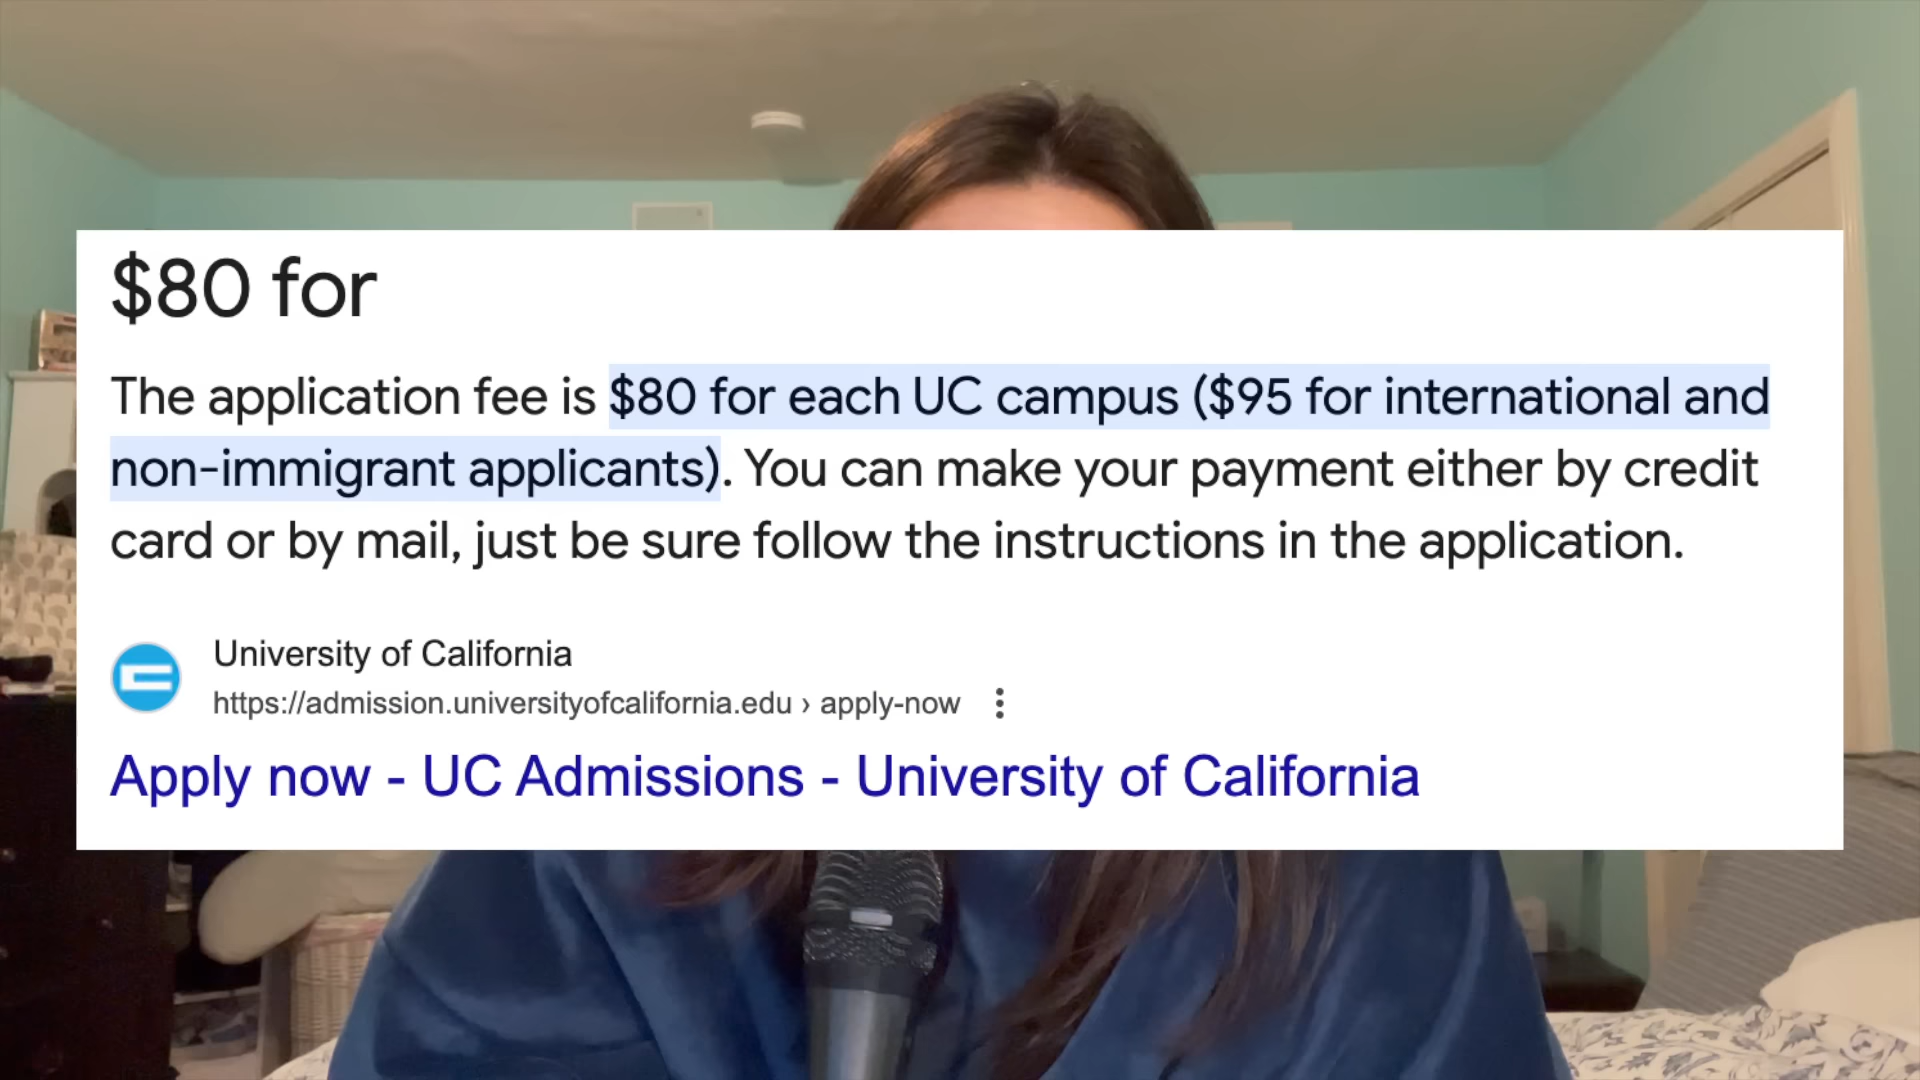 $80 for
The application fee is $80 for each UC campus ($95 for international and
non-immigrant applicants). You can make your payment either by credit
card or by mail, just be sure follow the instructions in the application.
University of California
https://admission.universityofcalifornia.edu › apply-now
Apply now - UC Admissions - University of California